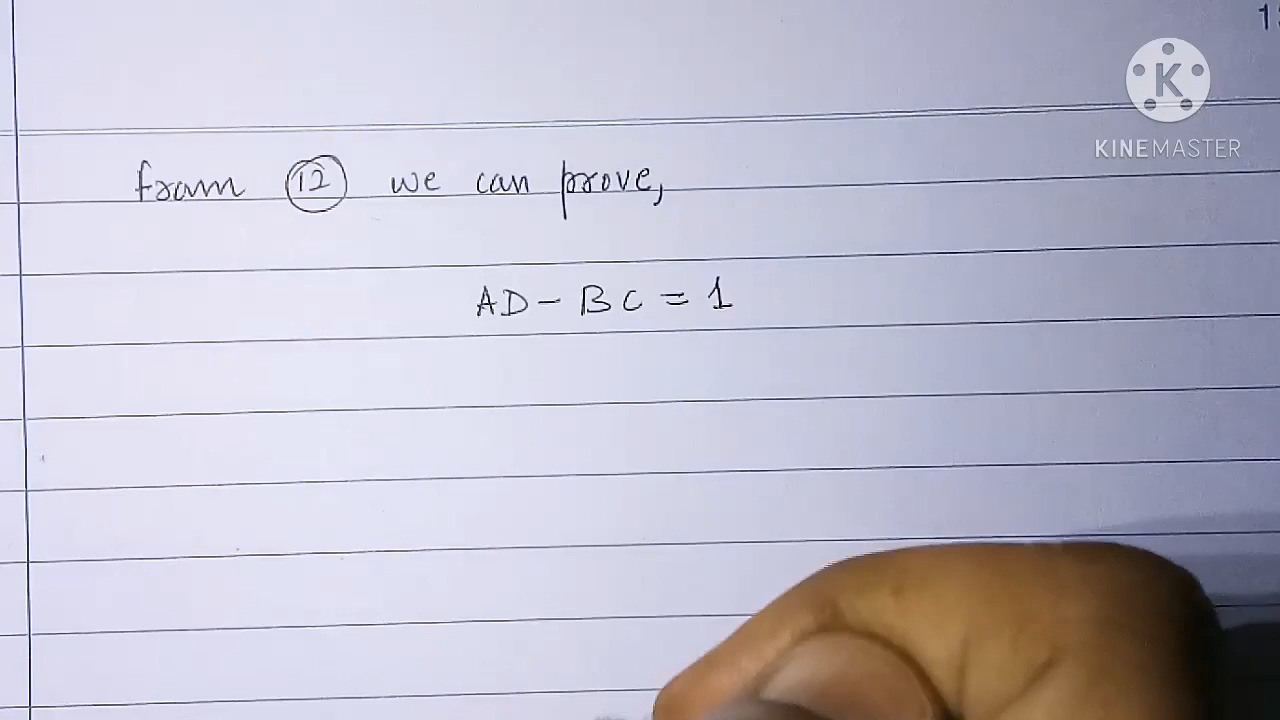 from 12 we can prove,
AD - BC = 1
K
KINEMASTER